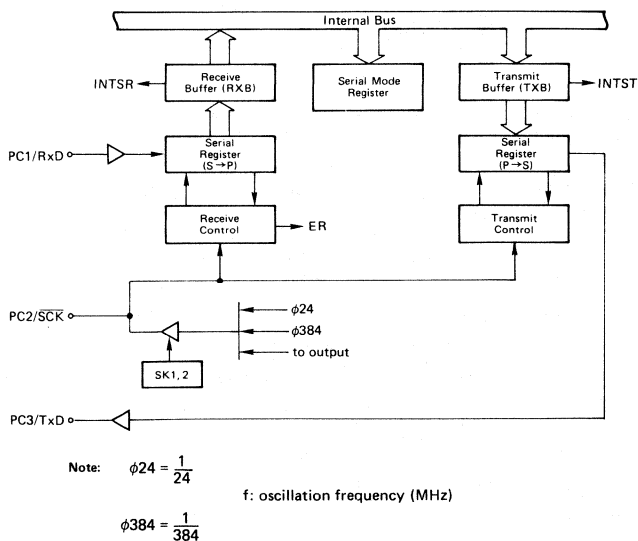 Internal Bus
INTSR
Receive
Buffer (RXB)
Serial Mode
Register
Transmit
Buffer (TXB)
INTST
PC1/RxD
Serial
Register
(S→P)
Serial
Register
(P→S)
Receive
Control
ER
Transmit
Control
PC2/S̅C̅K̅
ϕ24
ϕ384
to output
SK1, 2
PC3/TxD
Note: ϕ24 = 1/24
f: oscillation frequency (MHz)
ϕ384 = 1/384